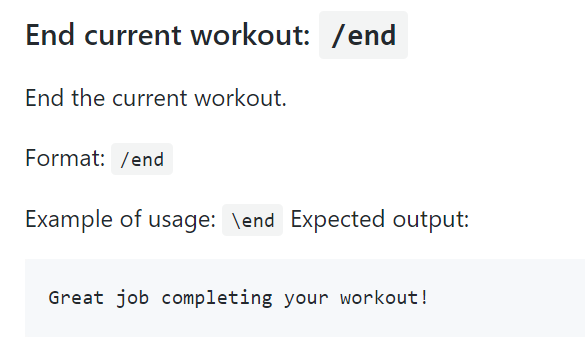 End current workout: /end
End the current workout.
Format: /end
Example of usage: \end Expected output:
Great job completing your workout!